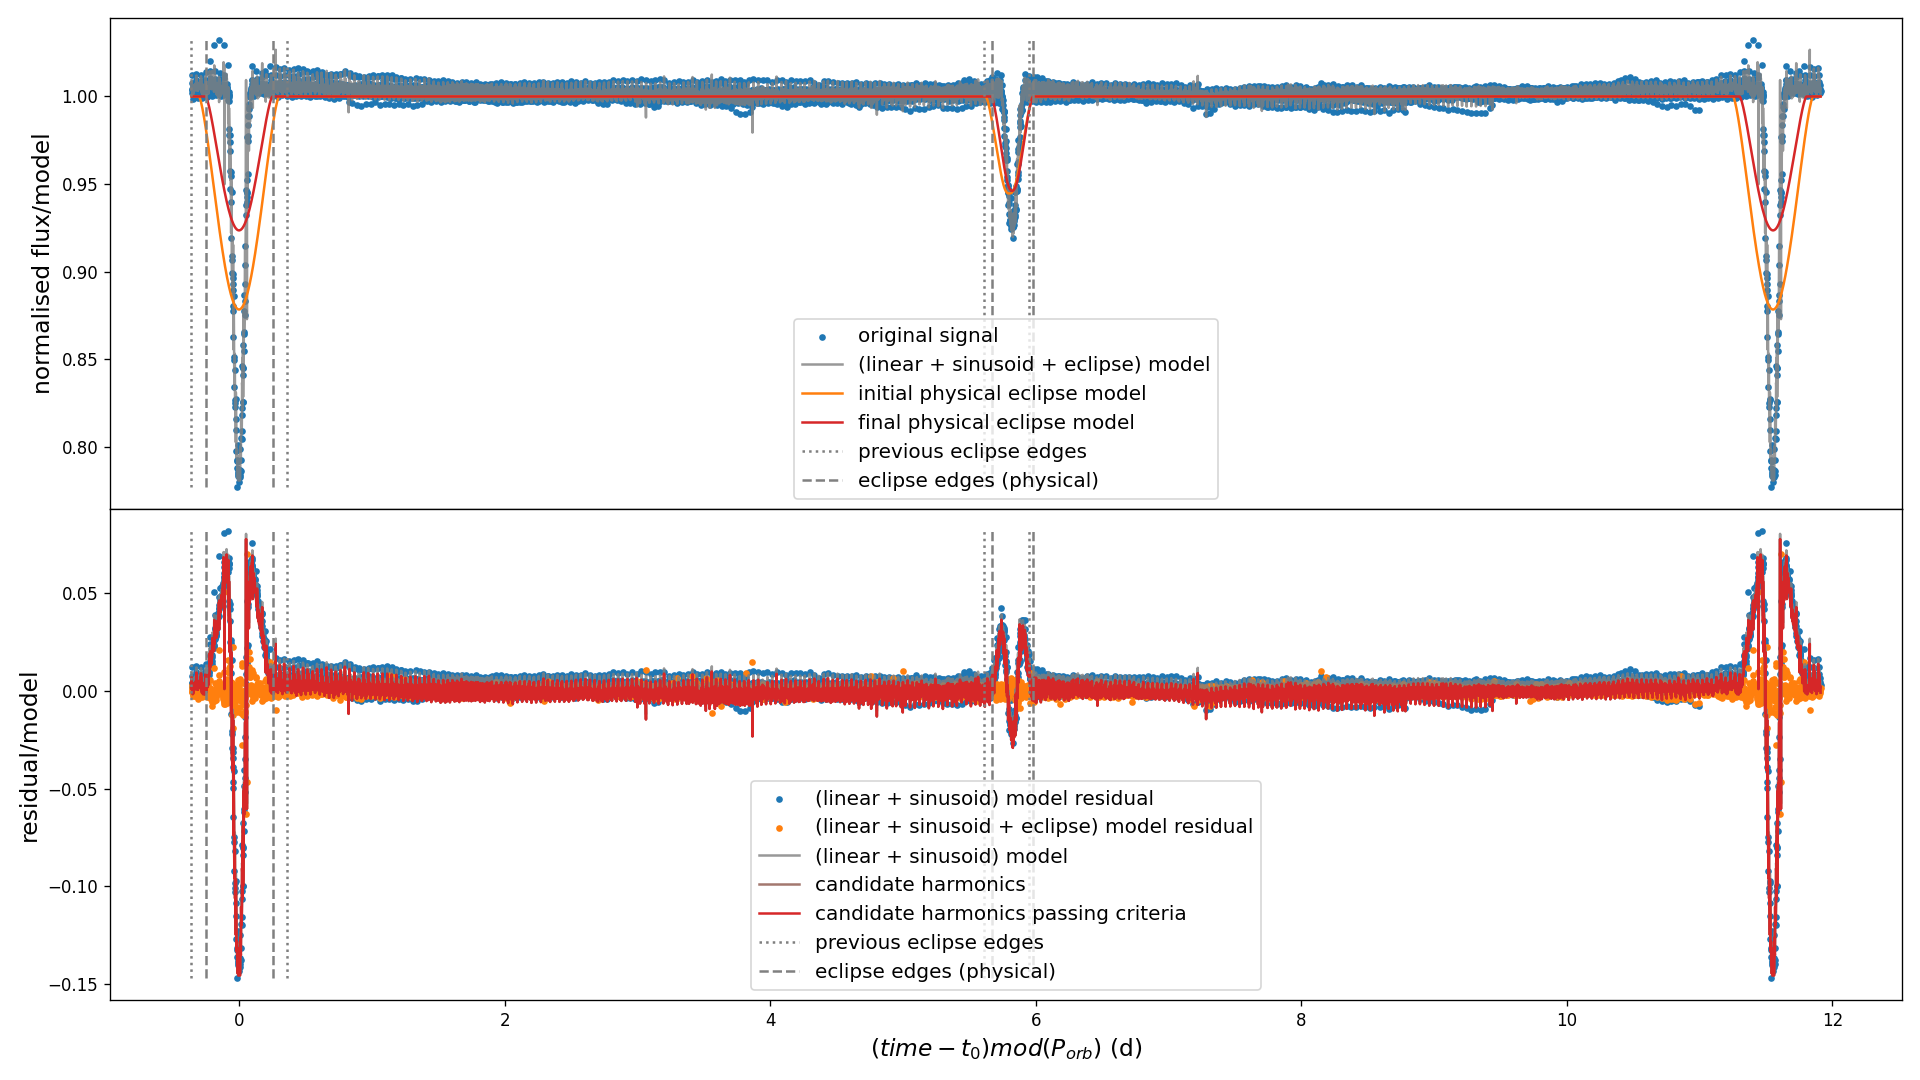 normalised flux/model
1.00
0.95
0.90
0.85
0.80
original signal
(linear + sinusoid + eclipse) model
initial physical eclipse model
final physical eclipse model
previous eclipse edges
eclipse edges (physical)
residual/model
0.05
0.00
−0.05
−0.10
−0.15
(linear + sinusoid) model residual
(linear + sinusoid + eclipse) model residual
(linear + sinusoid) model
candidate harmonics
candidate harmonics passing criteria
previous eclipse edges
eclipse edges (physical)
0 2 4 6 8 10 12
(time − t₀)mod(Pₒᵣb) (d)